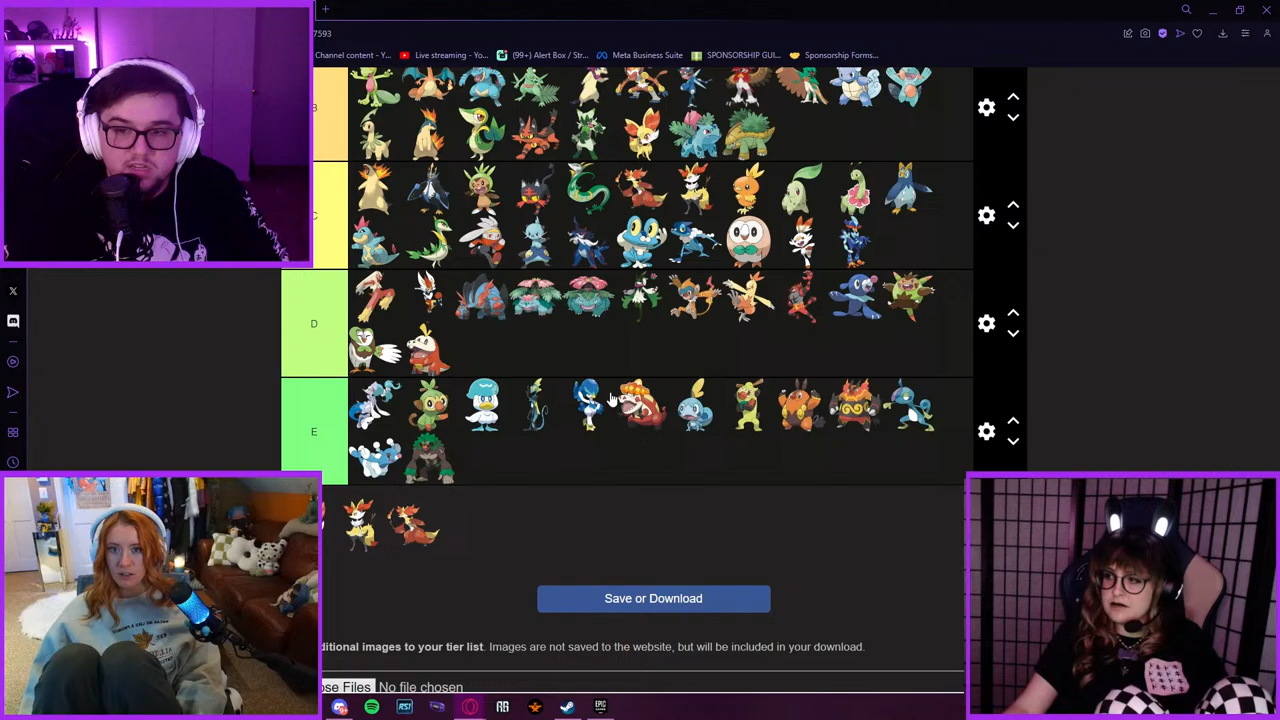 7593
Channel content - Y...
Live streaming - Yo...
(99+) Alert Box / Str...
Meta Business Suite
SPONSORSHIP GUI...
Sponsorship Forms...
B
C
D
E
Save or Download
ditional images to your tier list. Images are not saved to the website, but will be included in your download.
ose Files No file chosen